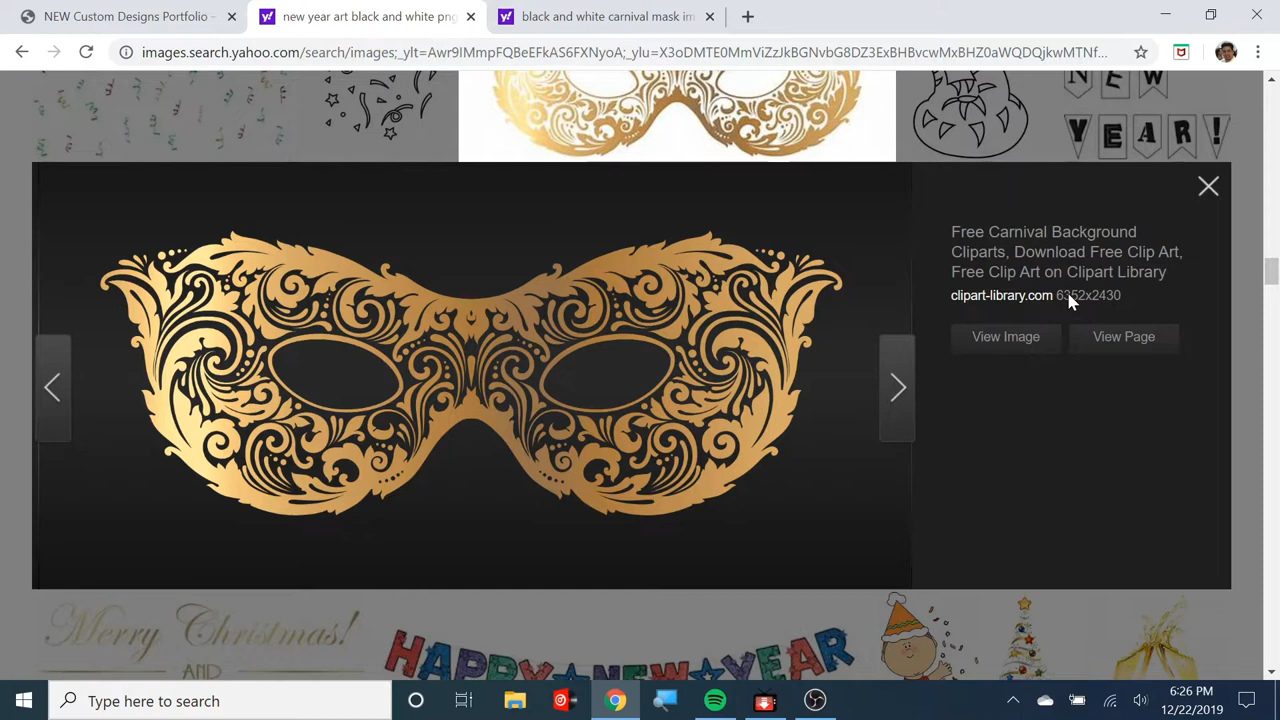 NEW Custom Designs Portfolio -
new year art black and white png
black and white carnival mask im
images.search.yahoo.com/search/images;_ylt=Awr9IMmpFQBeEFkAS6FXNyoA;_ylu=X3oDMTE0MmViZzJkBGNvbG8DZ3ExBHBvcwMxBHZ0aWQDQjkwMTNf...
NEW
YEAR!
Free Carnival Background
Cliparts, Download Free Clip Art,
Free Clip Art on Clipart Library
clipart-library.com 6352x2430
View Image
View Page
Merry Christmas!
AND
HAPPY NEW YEAR
Type here to search
6:26 PM
12/22/2019